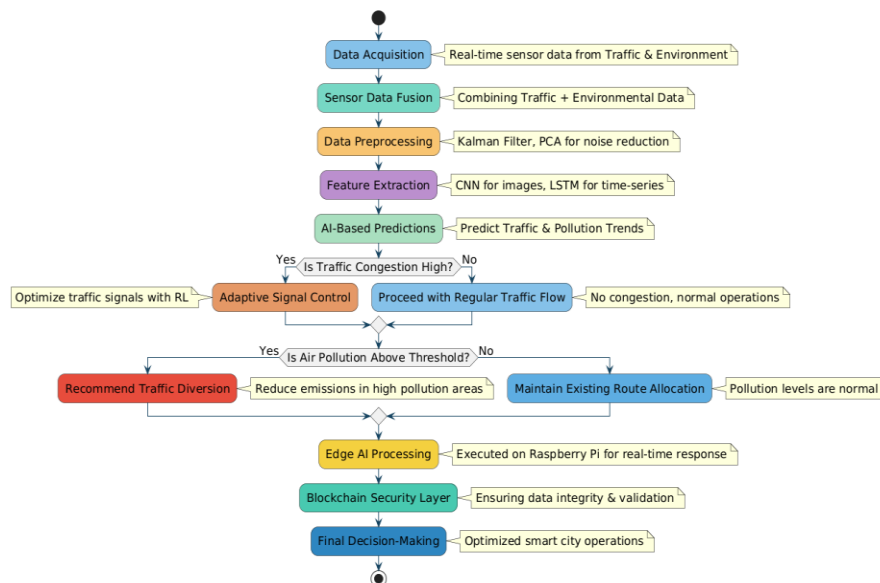 Data Acquisition
Real-time sensor data from Traffic & Environment
Sensor Data Fusion
Combining Traffic + Environmental Data
Data Preprocessing
Kalman Filter, PCA for noise reduction
Feature Extraction
CNN for images, LSTM for time-series
AI-Based Predictions
Predict Traffic & Pollution Trends
Yes
Is Traffic Congestion High?
No
Optimize traffic signals with RL
Adaptive Signal Control
Proceed with Regular Traffic Flow
No congestion, normal operations
Yes
Is Air Pollution Above Threshold?
No
Recommend Traffic Diversion
Reduce emissions in high pollution areas
Maintain Existing Route Allocation
Pollution levels are normal
Edge AI Processing
Executed on Raspberry Pi for real-time response
Blockchain Security Layer
Ensuring data integrity & validation
Final Decision-Making
Optimized smart city operations